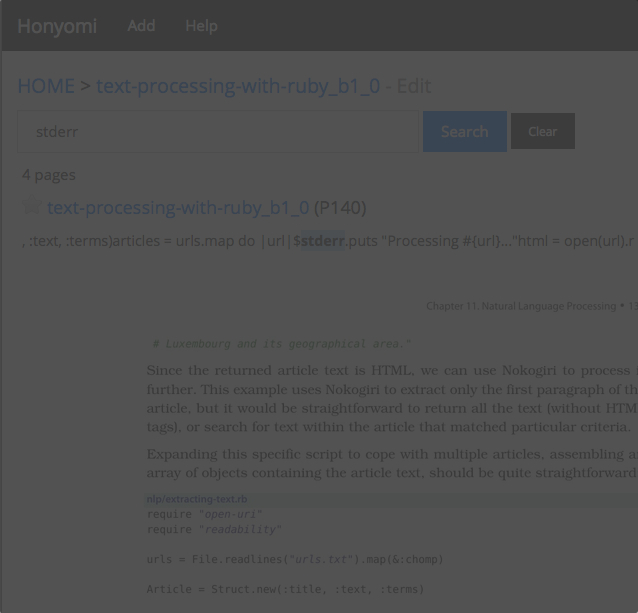 Honyomi Add Help
HOME > text-processing-with-ruby_b1_0 - Edit
stderr Search Clear
4 pages
text-processing-with-ruby_b1_0 (P140)
, :text, :terms)articles = urls.map do |url|$stderr.puts "Processing #{url}..."html = open(url).r
Chapter 11. Natural Language Processing • 13
# Luxembourg and its geographical area."
Since the returned article text is HTML, we can use Nokogiri to process
further. This example uses Nokogiri to extract only the first paragraph of th
article, but it would be straightforward to return all the text (without HTM
tags), or search for text within the article that matched particular criteria.
Expanding this specific script to cope with multiple articles, assembling a
array of objects containing the article text, should be quite straightforward
nlp/extracting-text.rb
require "open-uri"
require "readability"
urls = File.readlines("urls.txt").map(&:chomp)
Article = Struct.new(:title, :text, :terms)